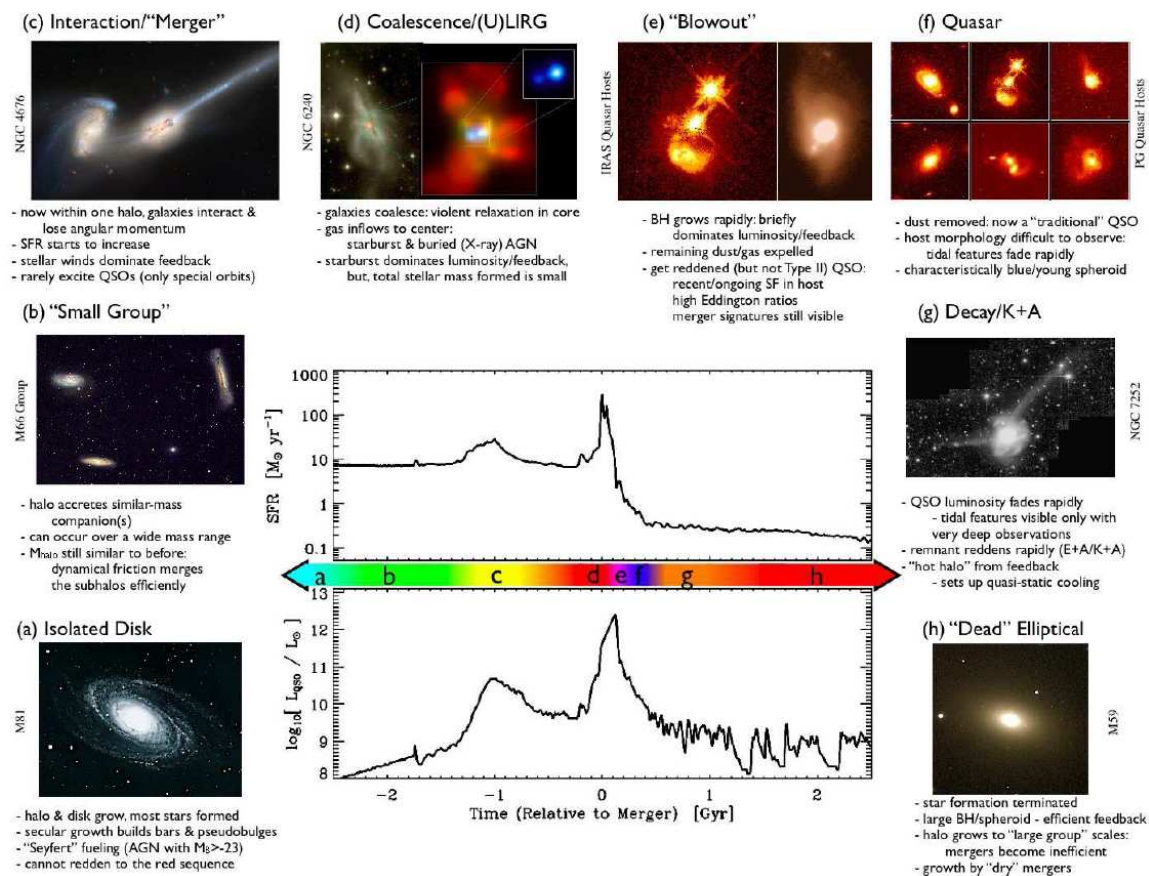 (c) Interaction/“Merger”
NGC 4676
- now within one halo, galaxies interact &
lose angular momentum
- SFR starts to increase
- stellar winds dominate feedback
- rarely excite QSOs (only special orbits)
(d) Coalescence/(U)LIRG
NGC 6240
- galaxies coalesce: violent relaxation in core
- gas inflows to center:
starburst & buried (X-ray) AGN
- starburst dominates luminosity/feedback,
but, total stellar mass formed is small
(e) “Blowout”
IRAS Quasar Hosts
- BH grows rapidly: briefly
dominates luminosity/feedback
- remaining dust/gas expelled
- get reddened (but not Type II) QSO:
recent/ongoing SF in host
high Eddington ratios
merger signatures still visible
(f) Quasar
PG Quasar Hosts
- dust removed: now a “traditional” QSO
- host morphology difficult to observe:
tidal features fade rapidly
- characteristically blue/young spheroid
(b) “Small Group”
M66 Group
- halo accretes similar-mass
companion(s)
- can occur over a wide mass range
- Mhalo still similar to before:
dynamical friction merges
the subhalos efficiently
(a) Isolated Disk
M81
- halo & disk grow, most stars formed
- secular growth builds bars & pseudobulges
- “Seyfert” fueling (AGN with MB>-23)
- cannot redden to the red sequence
1000
100
10
1
0.1
SFR [M⊙ yr⁻¹]
a b c d e f g h
13
12
11
10
9
8
log10[ LQSO / L⊙ ]
-2 -1 0 1 2
Time (Relative to Merger) [Gyr]
(g) Decay/K+A
NGC 7252
- QSO luminosity fades rapidly
- tidal features visible only with
very deep observations
- remnant reddens rapidly (E+A/K+A)
- “hot halo” from feedback
- sets up quasi-static cooling
(h) “Dead” Elliptical
M59
- star formation terminated
- large BH/spheroid - efficient feedback
- halo grows to “large group” scales:
mergers become inefficient
- growth by “dry” mergers